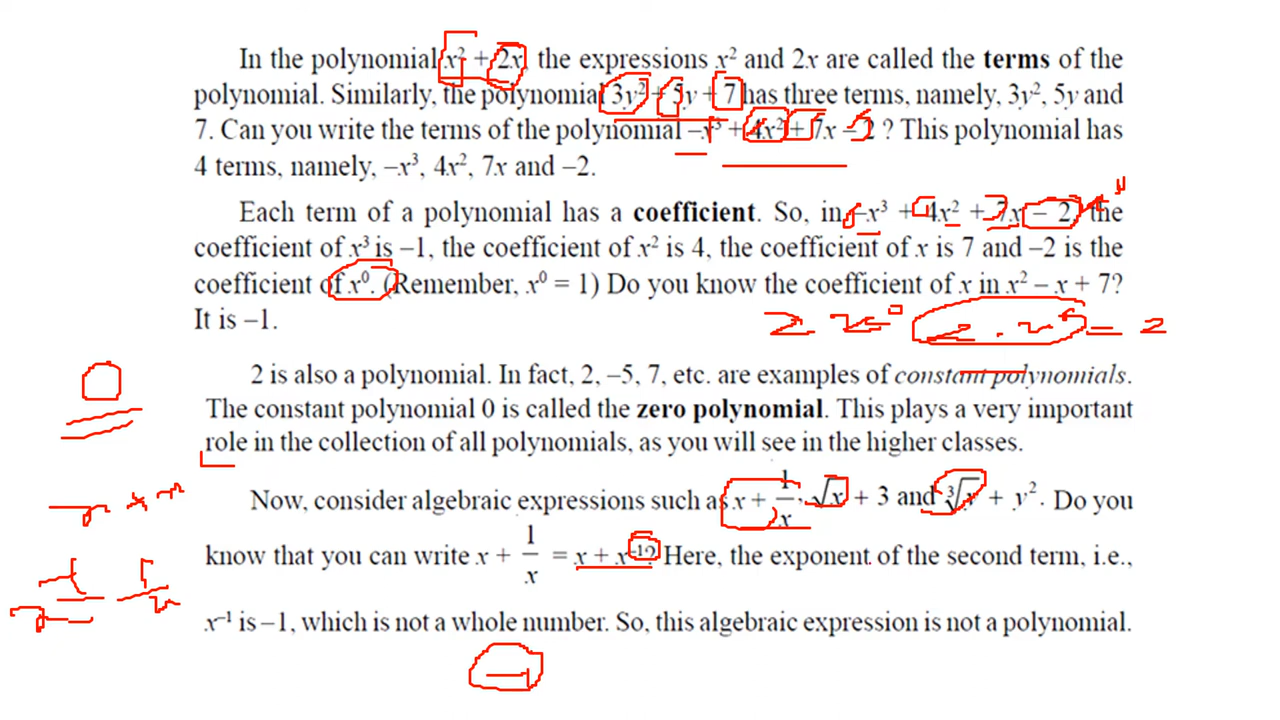 In the polynomial x² + 2x, the expressions x² and 2x are called the terms of the
polynomial. Similarly, the polynomial 3y² + 5y + 7 has three terms, namely, 3y², 5y and
7. Can you write the terms of the polynomial –x³ + 4x² + 7x – 2 ? This polynomial has
4 terms, namely, –x³, 4x², 7x and –2.
Each term of a polynomial has a coefficient. So, in –x³ + 4x² + 7x – 2, the
coefficient of x³ is –1, the coefficient of x² is 4, the coefficient of x is 7 and –2 is the
coefficient of x⁰. (Remember, x⁰ = 1) Do you know the coefficient of x in x² – x + 7?
It is –1.
2 x⁰ 2 . x⁰ = 2
2 is also a polynomial. In fact, 2, –5, 7, etc. are examples of constant polynomials.
The constant polynomial 0 is called the zero polynomial. This plays a very important
role in the collection of all polynomials, as you will see in the higher classes.
Now, consider algebraic expressions such as x + 1/x, √x + 3 and ∛y + y². Do you
know that you can write x + 1/x = x + x⁻¹? Here, the exponent of the second term, i.e.,
x⁻¹ is –1, which is not a whole number. So, this algebraic expression is not a polynomial.